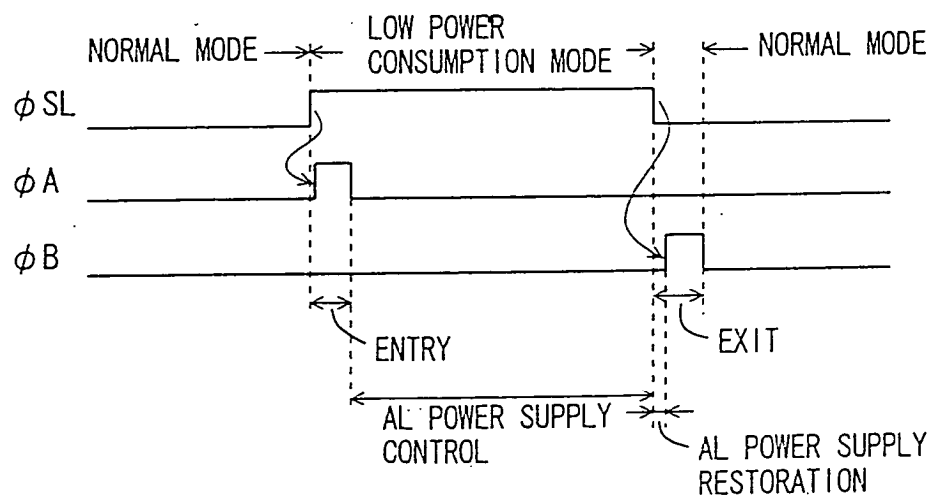 NORMAL MODE
LOW POWER
CONSUMPTION MODE
NORMAL MODE
φSL
φA
φB
ENTRY
EXIT
AL POWER SUPPLY
CONTROL
AL POWER SUPPLY
RESTORATION